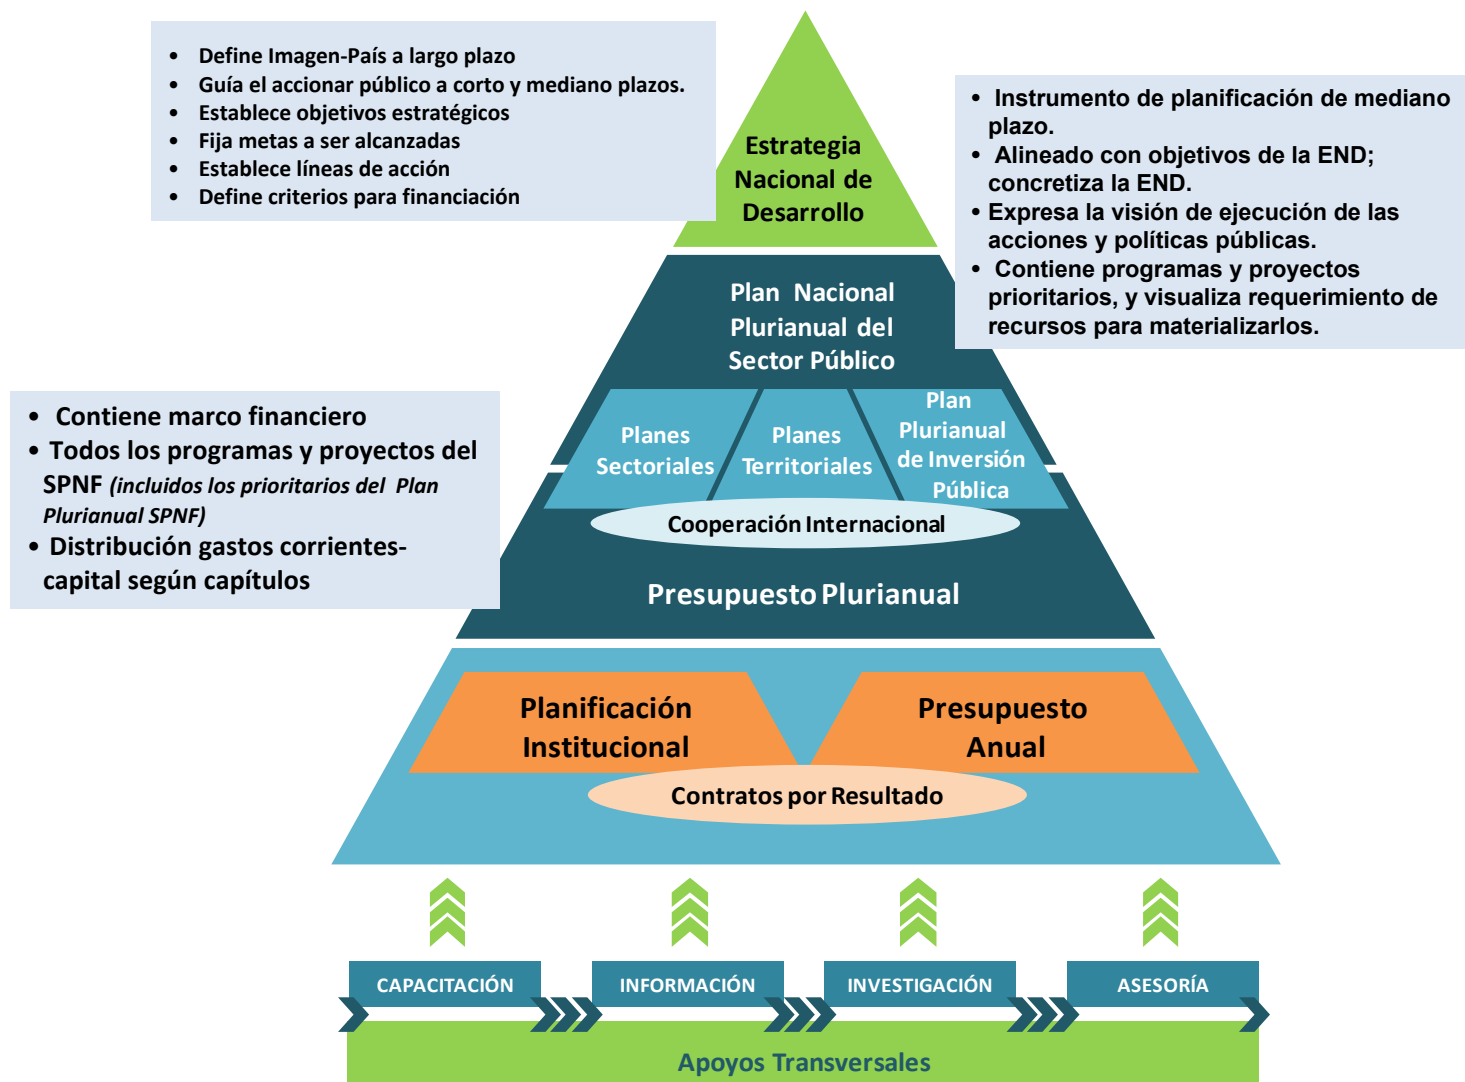 • Define Imagen-País a largo plazo
• Guía el accionar público a corto y mediano plazos.
• Establece objetivos estratégicos
• Fija metas a ser alcanzadas
• Establece líneas de acción
• Define criterios para financiación
Estrategia
Nacional de
Desarrollo
• Instrumento de planificación de mediano
plazo.
• Alineado con objetivos de la END;
concretiza la END.
• Expresa la visión de ejecución de las
acciones y políticas públicas.
• Contiene programas y proyectos
prioritarios, y visualiza requerimiento de
recursos para materializarlos.
Plan Nacional
Plurianual del
Sector Público
• Contiene marco financiero
• Todos los programas y proyectos del
SPNF (incluidos los prioritarios del Plan
Plurianual SPNF)
• Distribución gastos corrientes-
capital según capítulos
Planes
Sectoriales
Planes
Territoriales
Plan
Plurianual
de Inversión
Pública
Cooperación Internacional
Presupuesto Plurianual
Planificación
Institucional
Presupuesto
Anual
Contratos por Resultado
CAPACITACIÓN
INFORMACIÓN
INVESTIGACIÓN
ASESORÍA
Apoyos Transversales